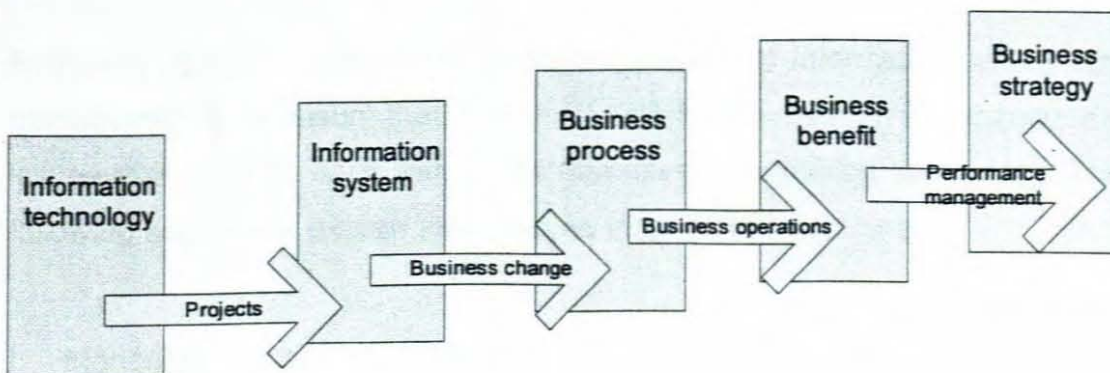 Information
technology
Projects
Information
system
Business change
Business
process
Business operations
Business
benefit
Performance
management
Business
strategy